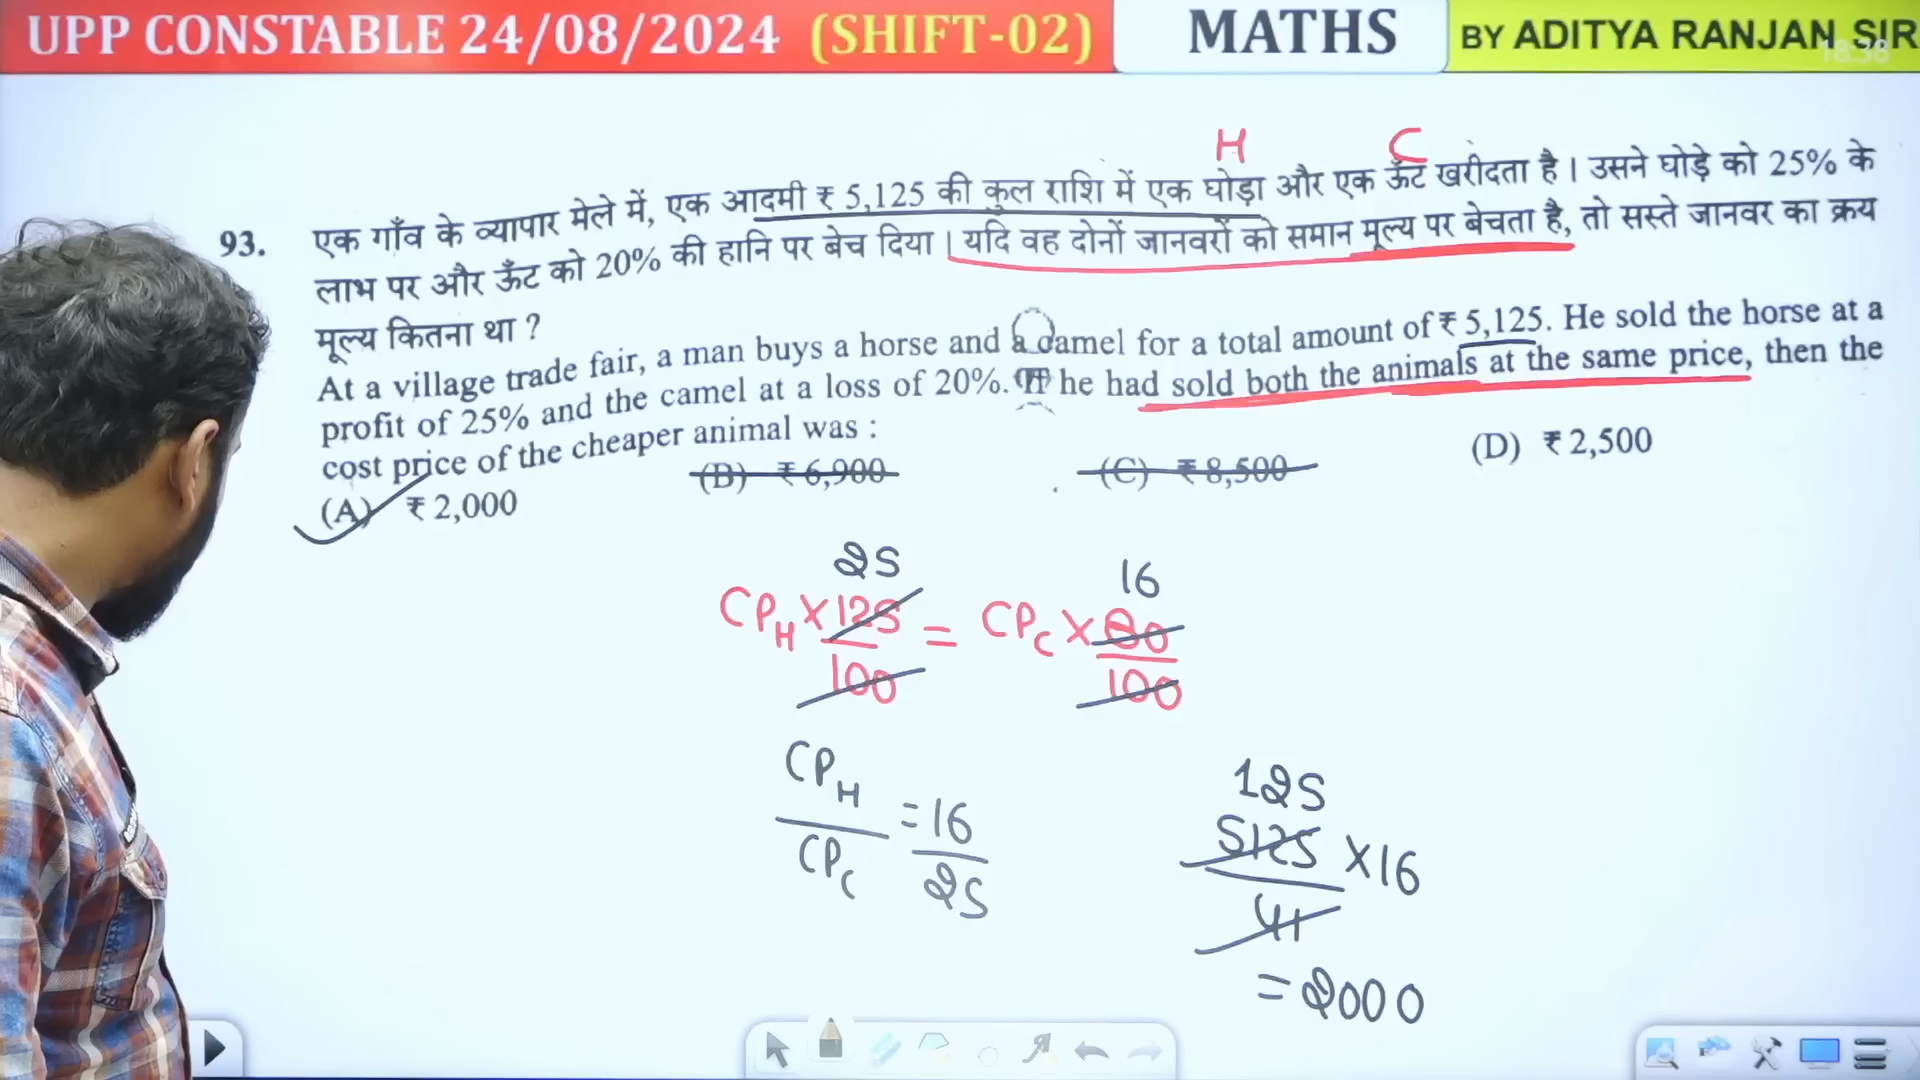 UPP CONSTABLE 24/08/2024 (SHIFT-02) MATHS BY ADITYA RANJAN SIR
18:38
H C
93. एक गाँव के व्यापार मेले में, एक आदमी ₹ 5,125 की कुल राशि में एक घोड़ा और एक ऊँट खरीदता है। उसने घोड़े को 25% के
लाभ पर और ऊँट को 20% की हानि पर बेच दिया। यदि वह दोनों जानवरों को समान मूल्य पर बेचता है, तो सस्ते जानवर का क्रय
मूल्य कितना था ?
At a village trade fair, a man buys a horse and a camel for a total amount of ₹ 5,125. He sold the horse at a
profit of 25% and the camel at a loss of 20%. If he had sold both the animals at the same price, then the
cost price of the cheaper animal was :
(A) ₹ 2,000 (B) ₹ 6,900 (C) ₹ 8,500 (D) ₹ 2,500
25 16
CP_H × 125/100 = CP_C × 80/100
CP_H/CP_C = 16/25
125
5125/41 × 16
= 2000